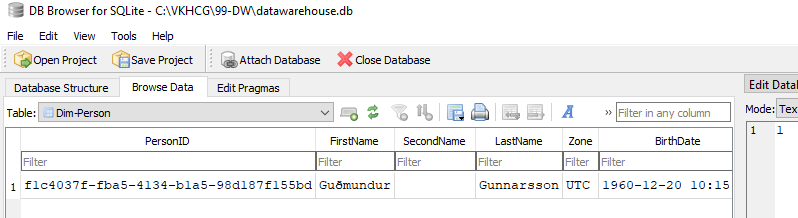 DB Browser for SQLite - C:\VKHCG\99-DW\datawarehouse.db
File Edit View Tools Help
Open Project Save Project Attach Database Close Database
Database Structure Browse Data Edit Pragmas Edit Datab
Table: Dim-Person A » Filter in any column Mode: Tex
PersonID FirstName SecondName LastName Zone BirthDate 1 1
Filter Filter Filter Filter Filter Filter
1 f1c4037f-fba5-4134-b1a5-98d187f155bd Guðmundur Gunnarsson UTC 1960-12-20 10:15